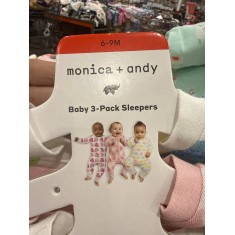 6-9M
monica + andy
Baby 3-Pack Sleepers